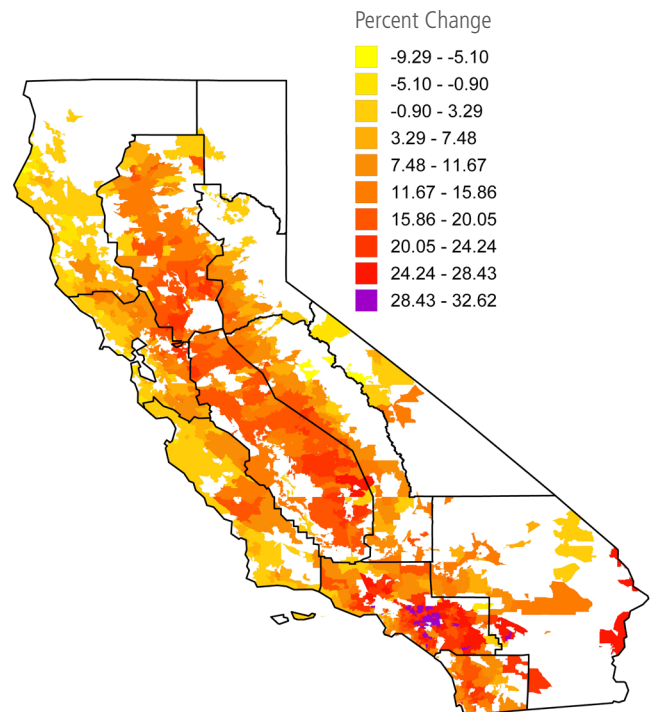 Percent Change
-9.29 - -5.10
-5.10 - -0.90
-0.90 - 3.29
3.29 - 7.48
7.48 - 11.67
11.67 - 15.86
15.86 - 20.05
20.05 - 24.24
24.24 - 28.43
28.43 - 32.62